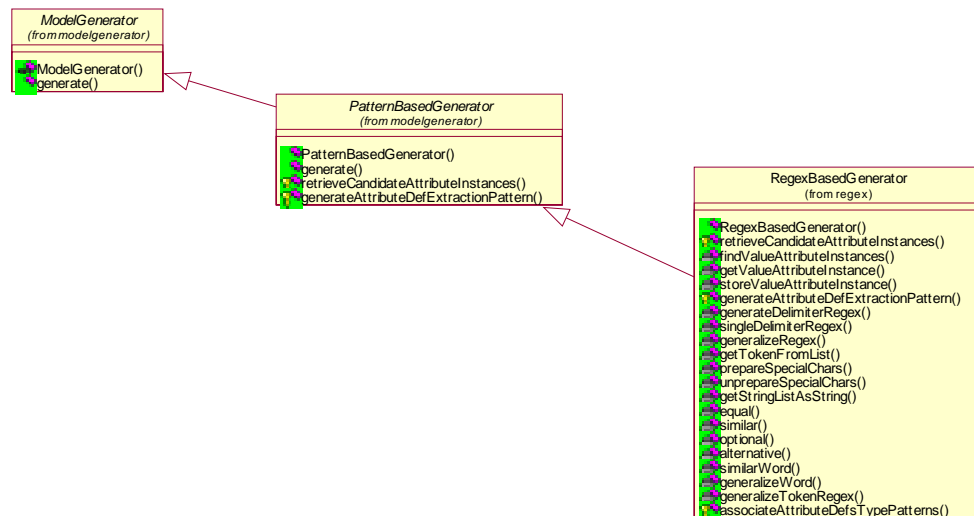 ModelGenerator
(from modelgenerator)
ModelGenerator()
generate()
PatternBasedGenerator
(from modelgenerator)
PatternBasedGenerator()
generate()
retrieveCandidateAttributeInstances()
generateAttributeDefExtractionPattern()
RegexBasedGenerator
(from regex)
RegexBasedGenerator()
retrieveCandidateAttributeInstances()
findValueAttributeInstances()
getValueAttributeInstance()
storeValueAttributeInstance()
generateAttributeDefExtractionPattern()
generateDelimiterRegex()
singleDelimiterRegex()
generalizeRegex()
getTokenFromList()
prepareSpecialChars()
unprepareSpecialChars()
getStringListAsString()
equal()
similar()
optional()
alternative()
similarWord()
generalizeWord()
generalizeTokenRegex()
associateAttributeDefsTypePatterns()